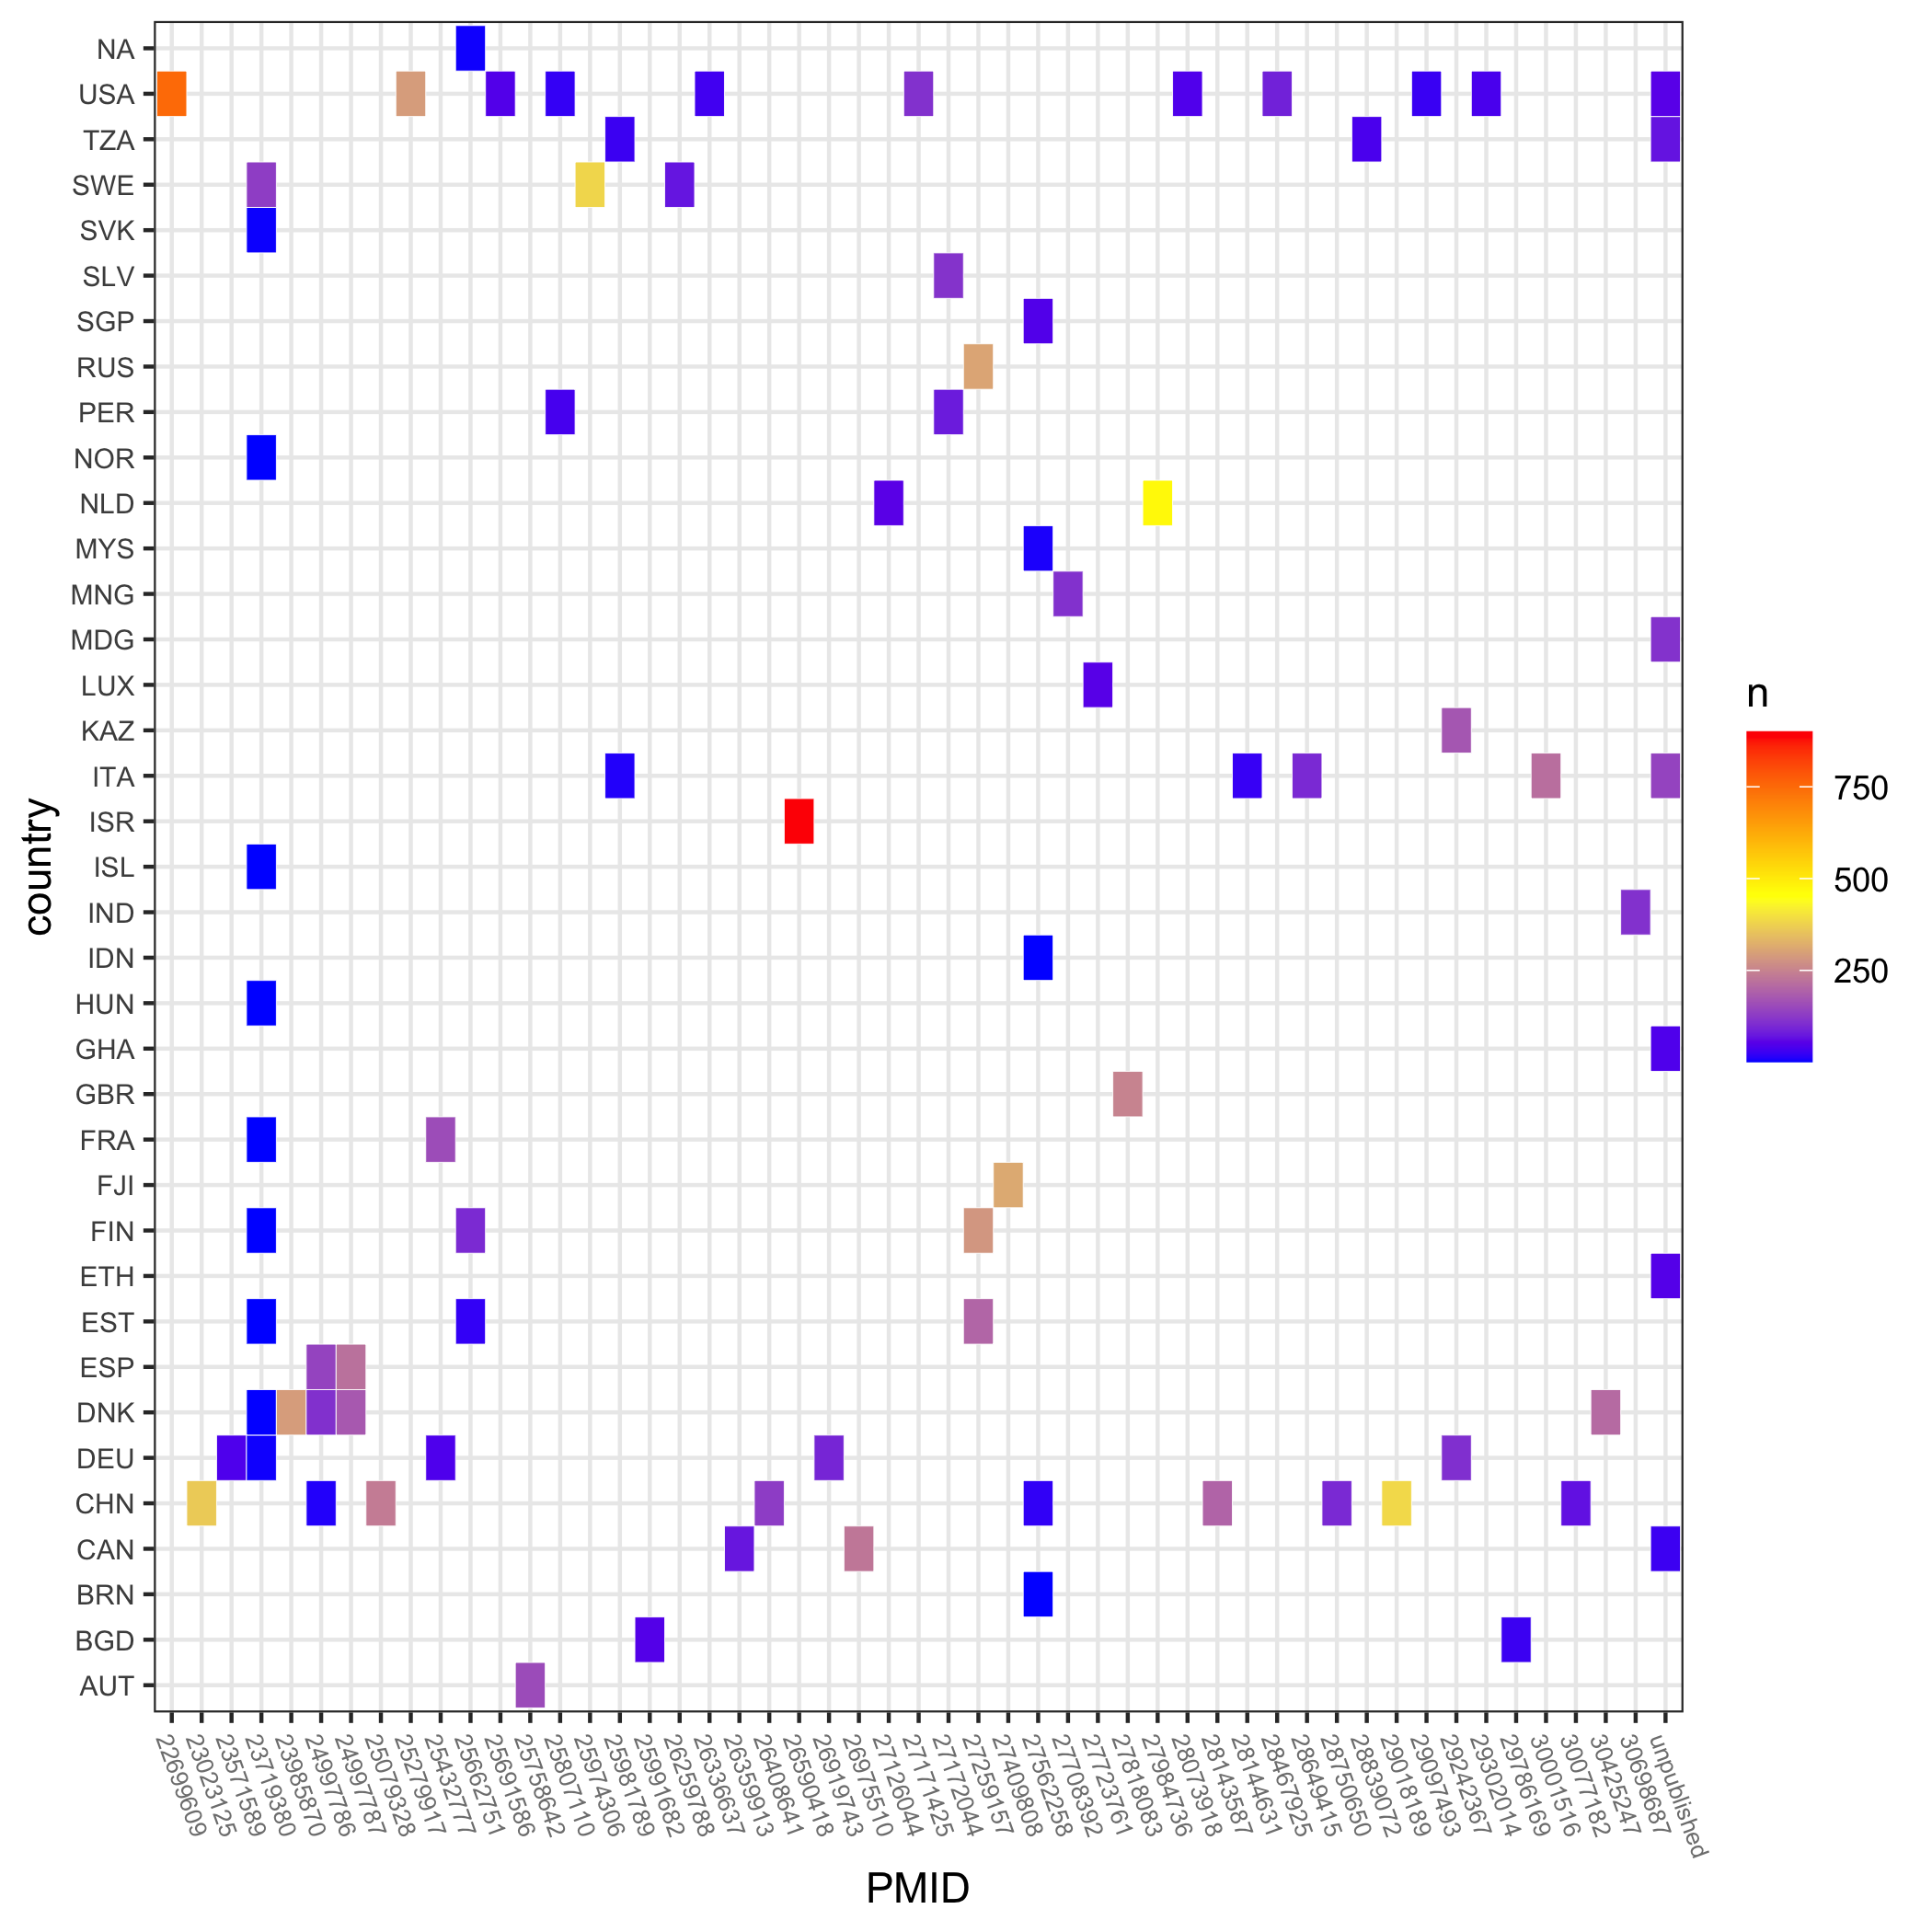 NA
USA
TZA
SWE
SVK
SLV
SGP
RUS
PER
NOR
NLD
MYS
MNG
MDG
LUX
KAZ
ITA
ISR
ISL
IND
IDN
HUN
GHA
GBR
FRA
FJI
FIN
ETH
EST
ESP
DNK
DEU
CHN
CAN
BRN
BGD
AUT
country
22699609
23023125
23571589
23719380
23985870
24997786
24997787
25079328
25279917
25432777
25662751
25691586
25758642
25807110
25974306
25981789
25991682
26259788
26336637
26359913
26408641
26590418
26919743
26975510
27126044
27171425
27172044
27259157
27409808
27562258
27708392
27723761
27818083
27984736
28073918
28143587
28144631
28467925
28649415
28750650
28839072
29018189
29097493
29242367
29302014
29786169
30001516
30077182
30425247
30698687
unpublished
PMID
n
750
500
250